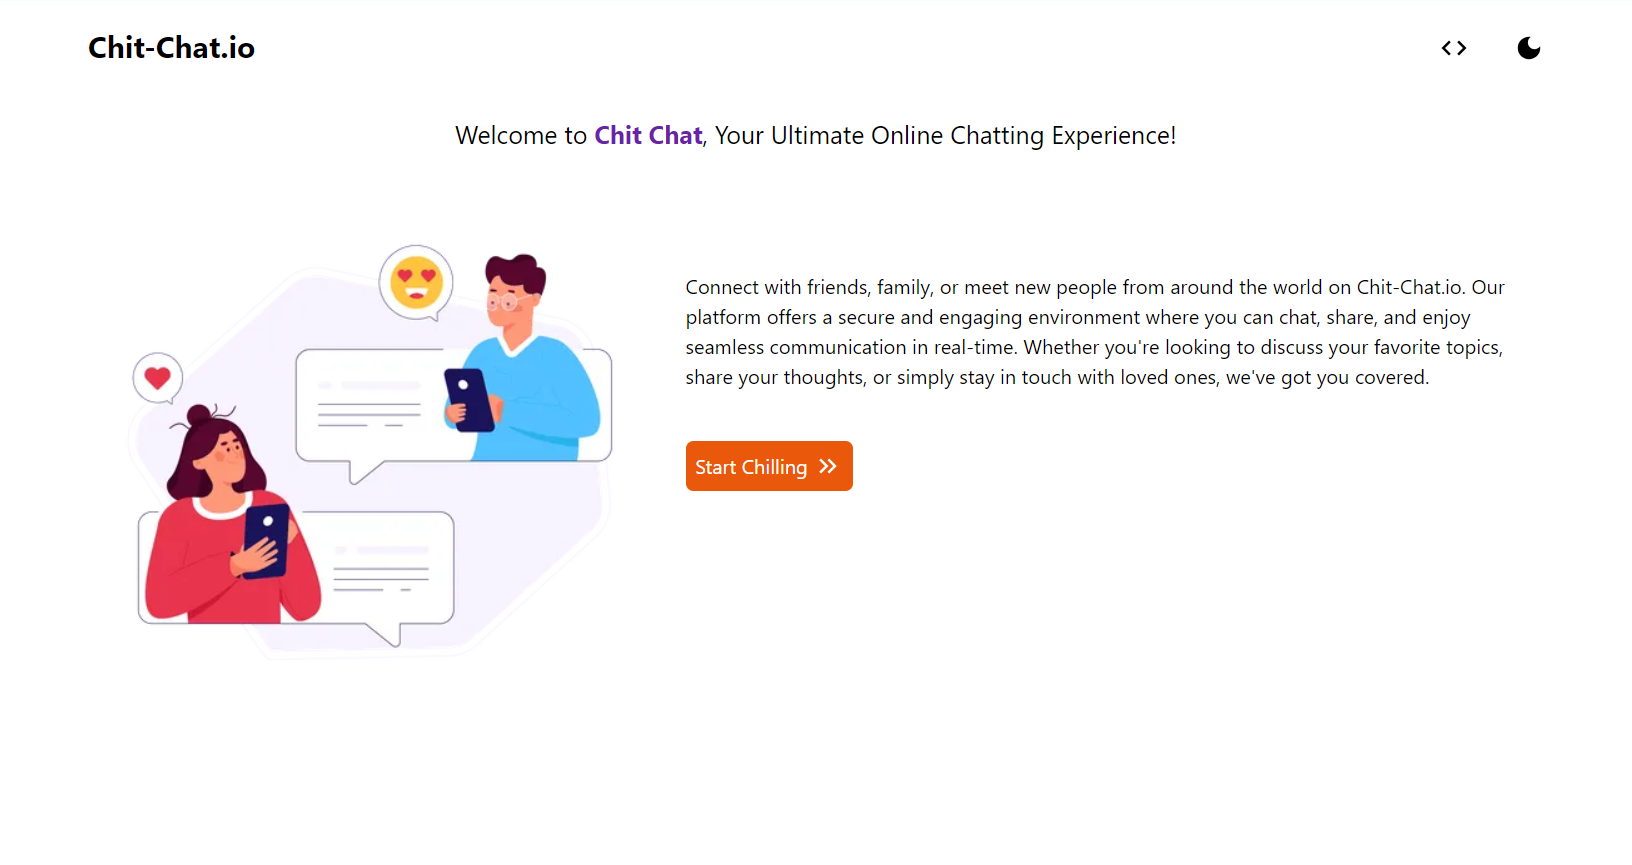 Chit-Chat.io
Welcome to Chit Chat, Your Ultimate Online Chatting Experience!
Connect with friends, family, or meet new people from around the world on Chit-Chat.io. Our
platform offers a secure and engaging environment where you can chat, share, and enjoy
seamless communication in real-time. Whether you're looking to discuss your favorite topics,
share your thoughts, or simply stay in touch with loved ones, we've got you covered.
Start Chilling